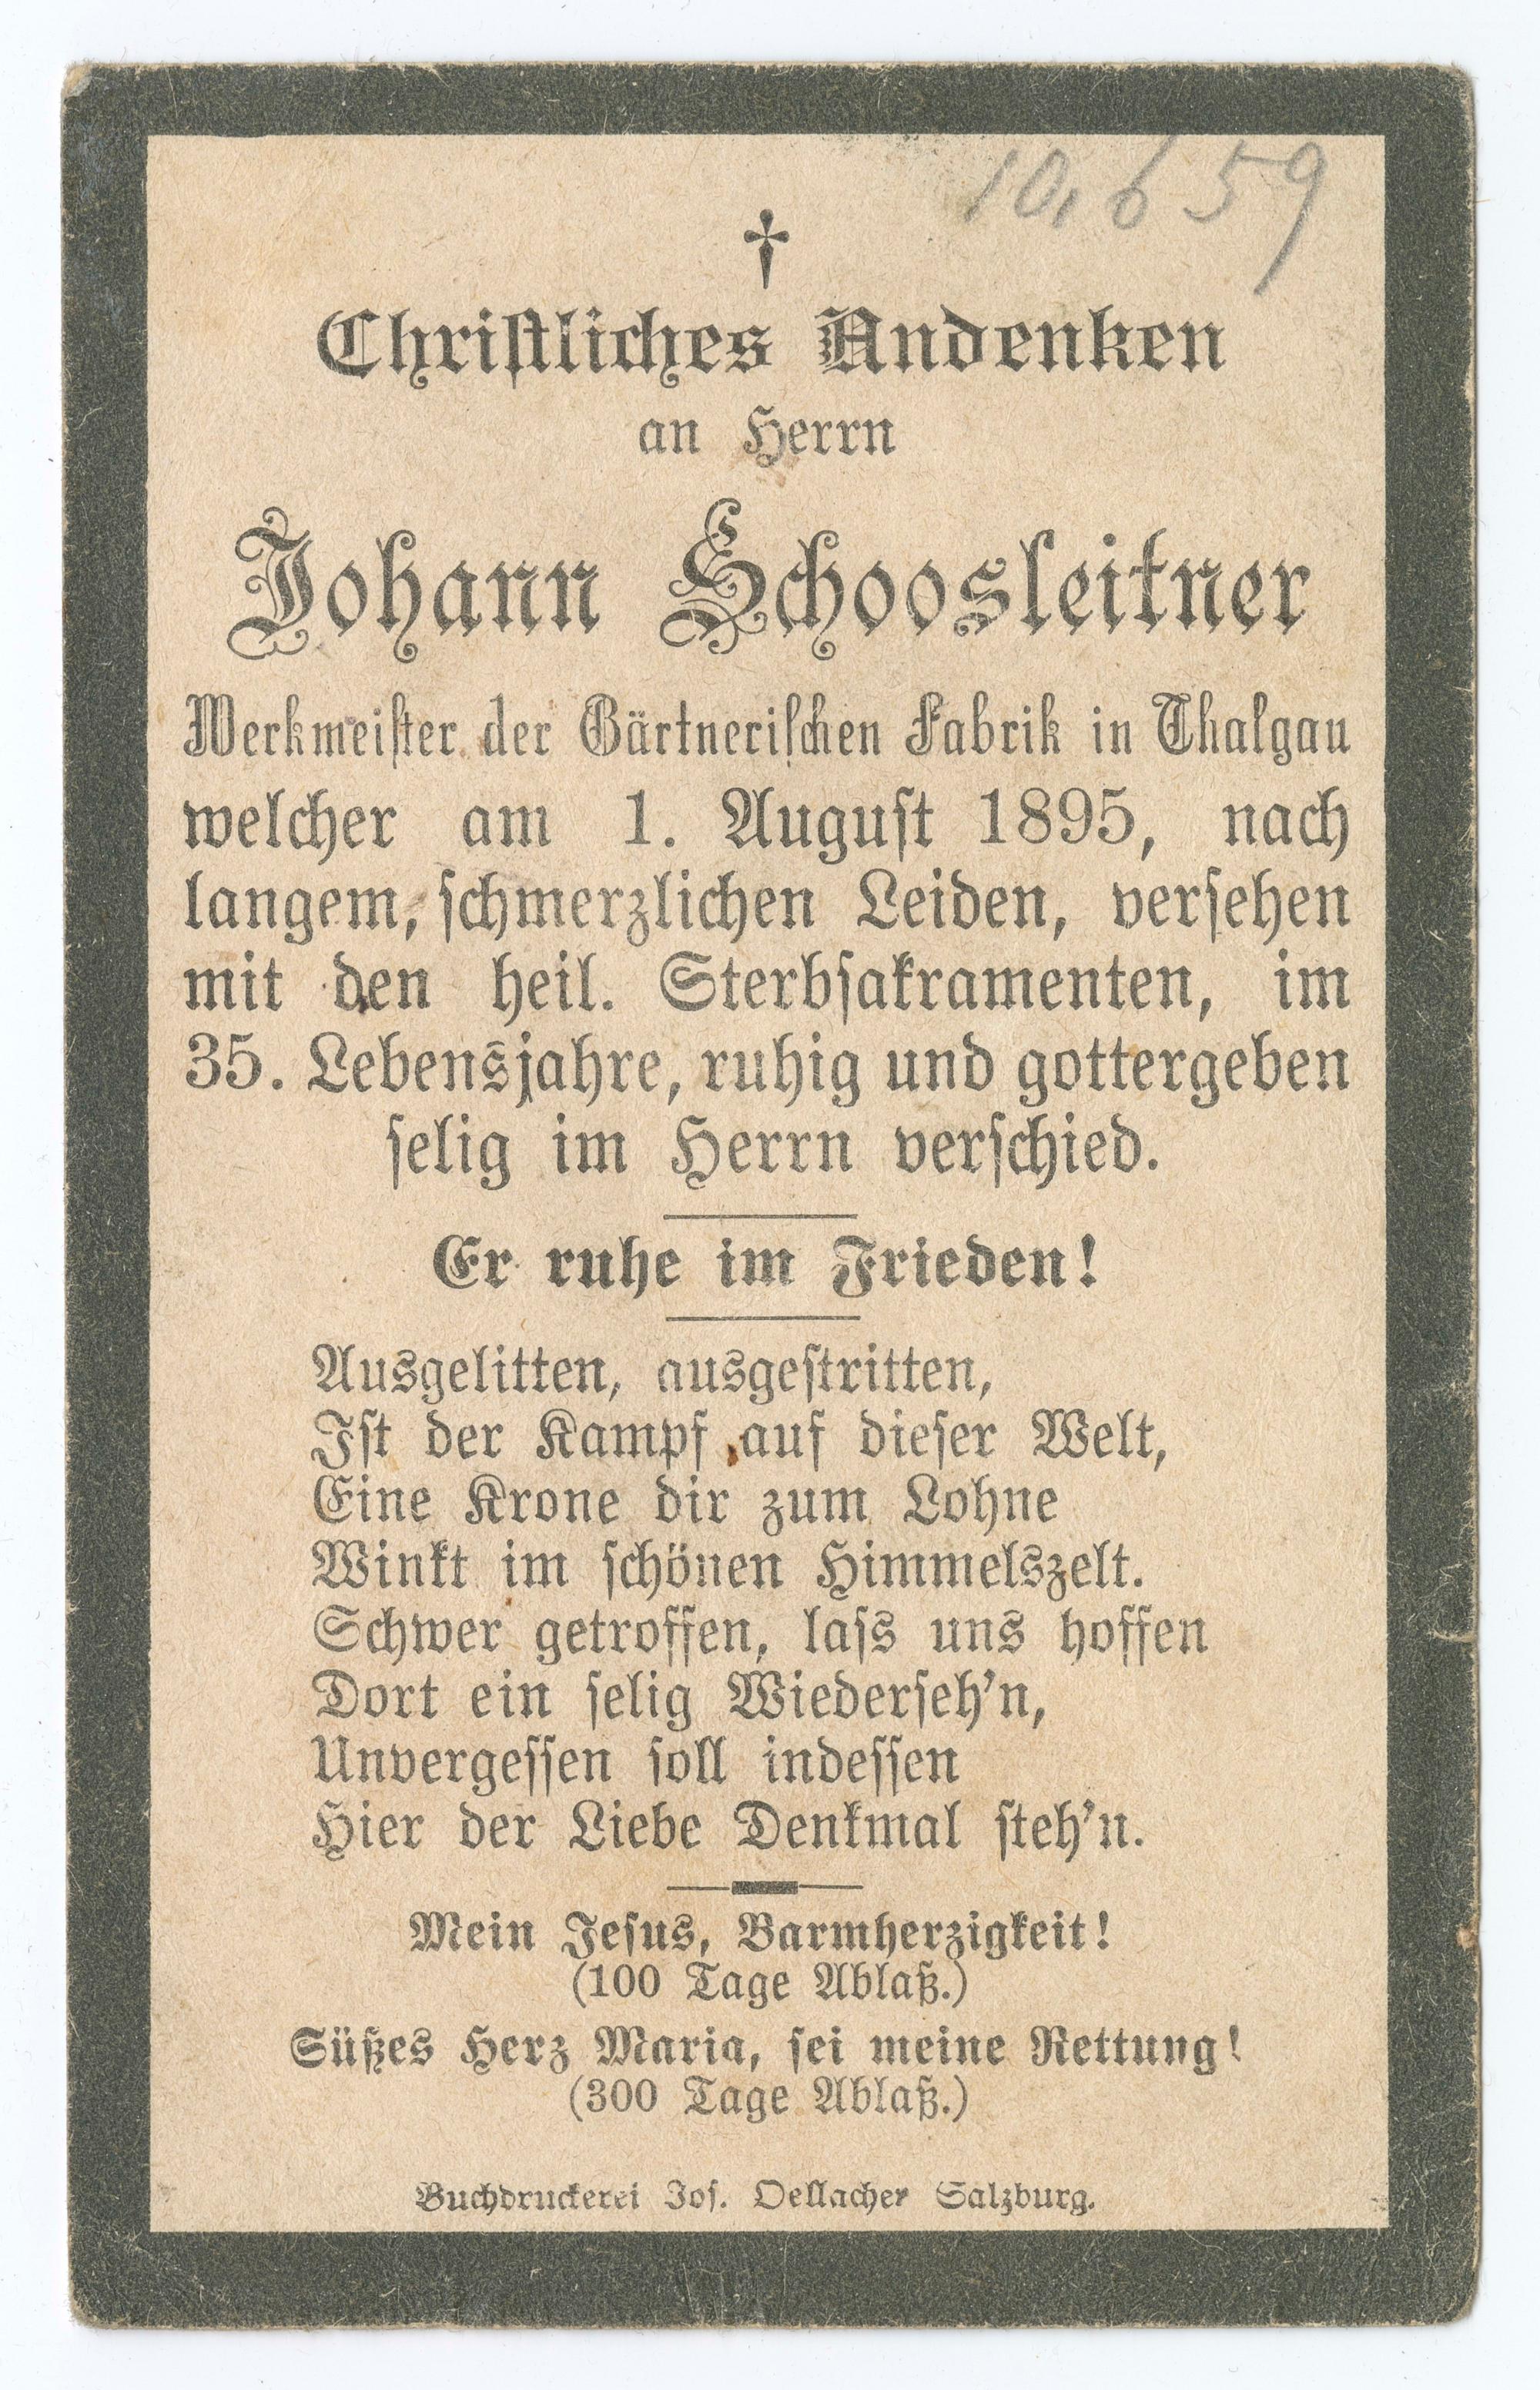 10,659
†
Christliches Andenken
an Herrn
Johann Schoosleitner
Werkmeister der Gärtnerischen Fabrik in Thalgau
welcher am 1. August 1895, nach
langem, schmerzlichen Leiden, versehen
mit den heil. Sterbsakramenten, im
35. Lebensjahre, ruhig und gottergeben
selig im Herrn verschied.
Er ruhe im Frieden!
Ausgelitten, ausgestritten,
Ist der Kampf auf dieser Welt,
Eine Krone dir zum Lohne
Winkt im schönen Himmelszelt.
Schwer getroffen, lass uns hoffen
Dort ein selig Wiederseh'n,
Unvergessen soll indessen
Hier der Liebe Denkmal steh'n.
Mein Jesus, Barmherzigkeit!
(100 Tage Ablaß.)
Süßes Herz Maria, sei meine Rettung!
(300 Tage Ablaß.)
Buchdruckerei Jos. Oellacher Salzburg.